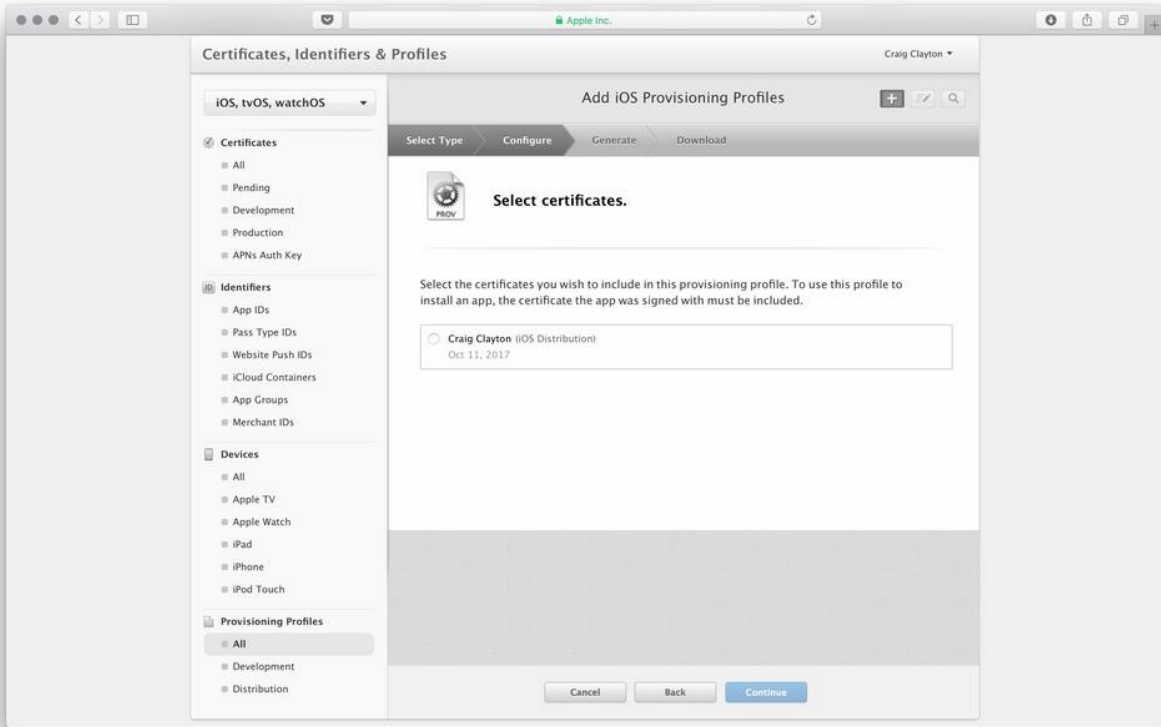 Apple Inc.
Certificates, Identifiers & Profiles
Craig Clayton
iOS, tvOS, watchOS
Certificates
All
Pending
Development
Production
APNs Auth Key
ID
Identifiers
App IDs
Pass Type IDs
Website Push IDs
iCloud Containers
App Groups
Merchant IDs
Devices
All
Apple TV
Apple Watch
iPad
iPhone
iPod Touch
Provisioning Profiles
All
Development
Distribution
Add iOS Provisioning Profiles
Select Type
Configure
Generate
Download
PROV
Select certificates.
Select the certificates you wish to include in this provisioning profile. To use this profile to
install an app, the certificate the app was signed with must be included.
Craig Clayton (iOS Distribution)
Oct 11, 2017
Cancel
Back
Continue